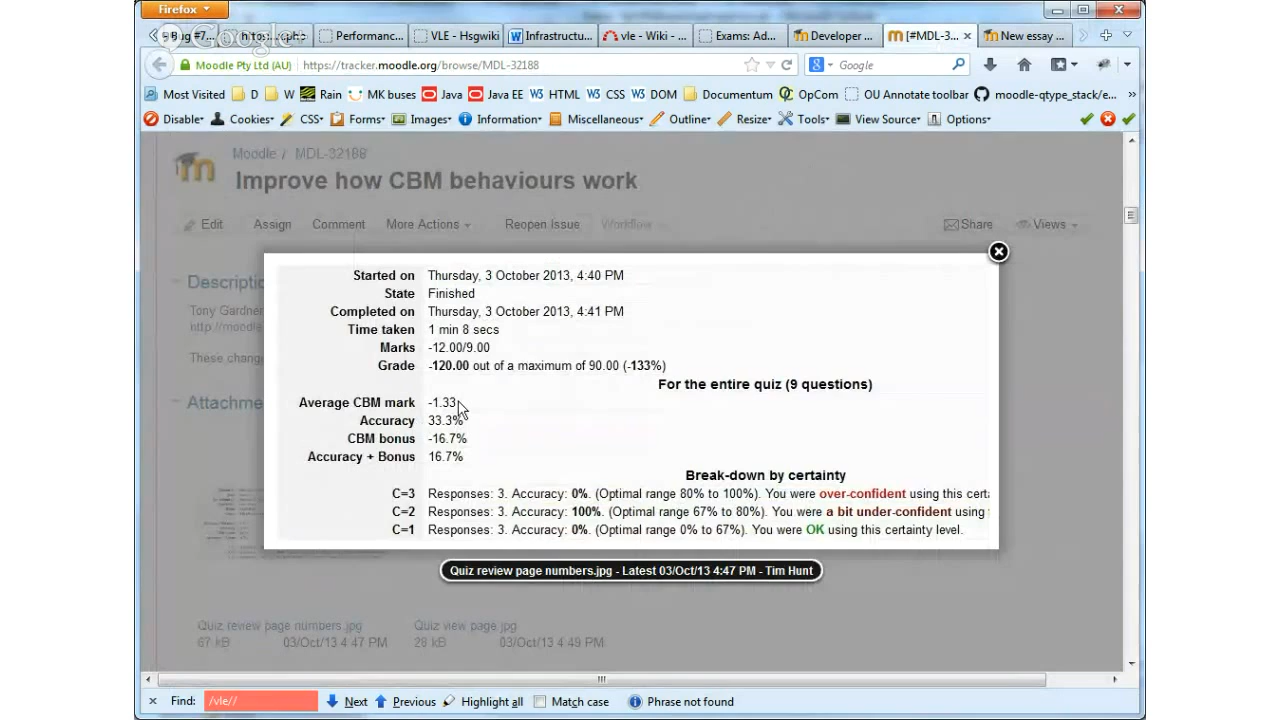 Firefox
Bug #7...
Performanc...
VLE - Hsgwiki
Infrastructu...
vle - Wiki - ...
Exams: Ad...
Developer ...
[#MDL-3...
New essay ...
Google+
Moodle Pty Ltd (AU)
https://tracker.moodle.org/browse/MDL-32188
Google
Most Visited
D
W
Rain
MK buses
Java
Java EE
HTML
CSS
DOM
Documentum
OpCom
OU Annotate toolbar
moodle-qtype_stack/e...
Disable
Cookies
CSS
Forms
Images
Information
Miscellaneous
Outline
Resize
Tools
View Source
Options
Moodle / MDL-32188
Improve how CBM behaviours work
Edit
Assign
Comment
More Actions
Reopen Issue
Workflow
Share
Views
Descriptio
Tony Gardner
http://moodle
These chang
Attachme
Started on Thursday, 3 October 2013, 4:40 PM
State Finished
Completed on Thursday, 3 October 2013, 4:41 PM
Time taken 1 min 8 secs
Marks -12.00/9.00
Grade -120.00 out of a maximum of 90.00 (-133%)
For the entire quiz (9 questions)
Average CBM mark -1.33
Accuracy 33.3%
CBM bonus -16.7%
Accuracy + Bonus 16.7%
Break-down by certainty
C=3 Responses: 3. Accuracy: 0%. (Optimal range 80% to 100%). You were over-confident using this certa
C=2 Responses: 3. Accuracy: 100%. (Optimal range 67% to 80%). You were a bit under-confident using
C=1 Responses: 3. Accuracy: 0%. (Optimal range 0% to 67%). You were OK using this certainty level.
Quiz review page numbers.jpg - Latest 03/Oct/13 4:47 PM - Tim Hunt
Quiz review page numbers.jpg
67 kB 03/Oct/13 4:47 PM
Quiz view page.jpg
28 kB 03/Oct/13 4:49 PM
Find:
/vle//
Next
Previous
Highlight all
Match case
Phrase not found